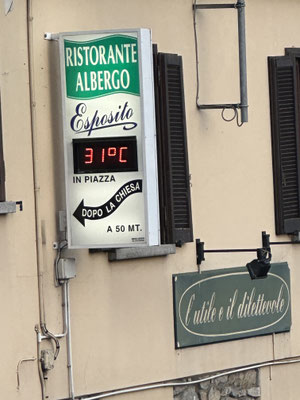 RISTORANTE
ALBERGO
Esposito
31°C
IN PIAZZA
DOPO LA CHIESA
A 50 MT.
l'utile e il dilettevole